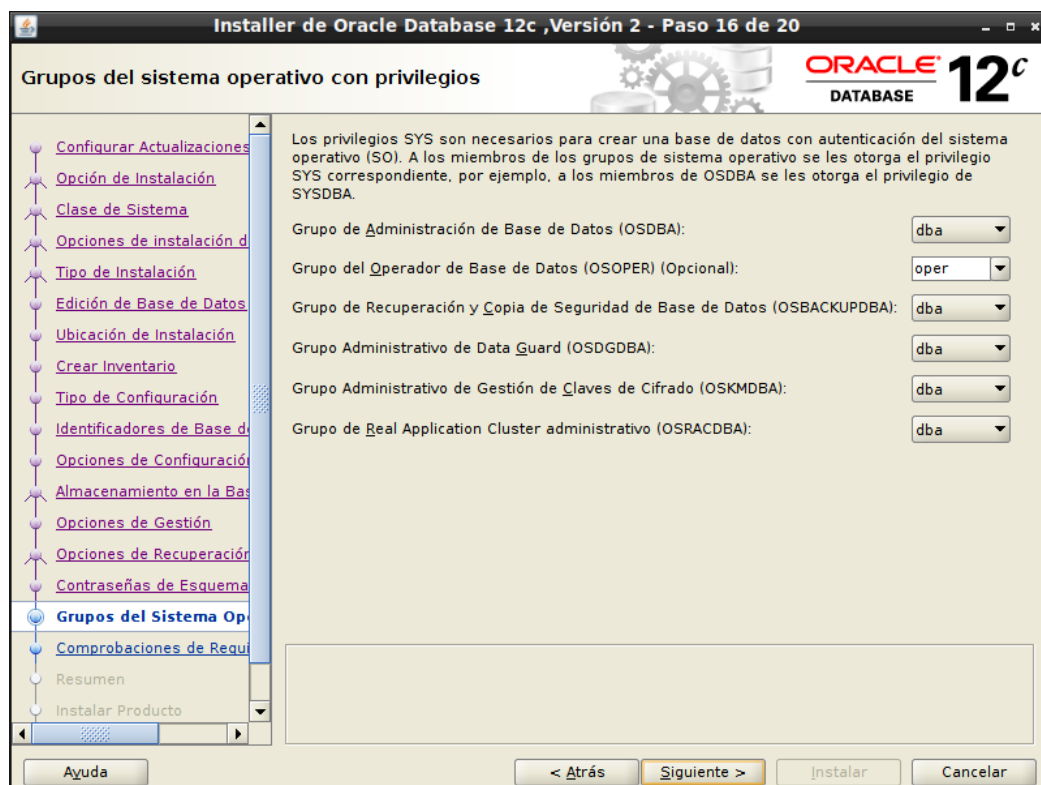 Installer de Oracle Database 12c ,Versión 2 - Paso 16 de 20
Grupos del sistema operativo con privilegios
ORACLE
DATABASE
12c
Configurar Actualizaciones
Opción de Instalación
Clase de Sistema
Opciones de instalación d
Tipo de Instalación
Edición de Base de Datos
Ubicación de Instalación
Crear Inventario
Tipo de Configuración
Identificadores de Base de
Opciones de Configuración
Almacenamiento en la Bas
Opciones de Gestión
Opciones de Recuperación
Contraseñas de Esquema
Grupos del Sistema Ope
Comprobaciones de Requi
Resumen
Instalar Producto
Los privilegios SYS son necesarios para crear una base de datos con autenticación del sistema
operativo (SO). A los miembros de los grupos de sistema operativo se les otorga el privilegio
SYS correspondiente, por ejemplo, a los miembros de OSDBA se les otorga el privilegio de
SYSDBA.
Grupo de Administración de Base de Datos (OSDBA): dba
Grupo del Operador de Base de Datos (OSOPER) (Opcional): oper
Grupo de Recuperación y Copia de Seguridad de Base de Datos (OSBACKUPDBA): dba
Grupo Administrativo de Data Guard (OSDGDBA): dba
Grupo Administrativo de Gestión de Claves de Cifrado (OSKMDBA): dba
Grupo de Real Application Cluster administrativo (OSRACDBA): dba
Ayuda < Atrás Siguiente > Instalar Cancelar